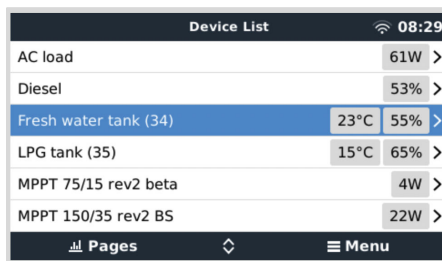 Device List 08:29
AC load 61W
Diesel 53%
Fresh water tank (34) 23°C 55%
LPG tank (35) 15°C 65%
MPPT 75/15 rev2 beta 4W
MPPT 150/35 rev2 BS 22W
Pages Menu